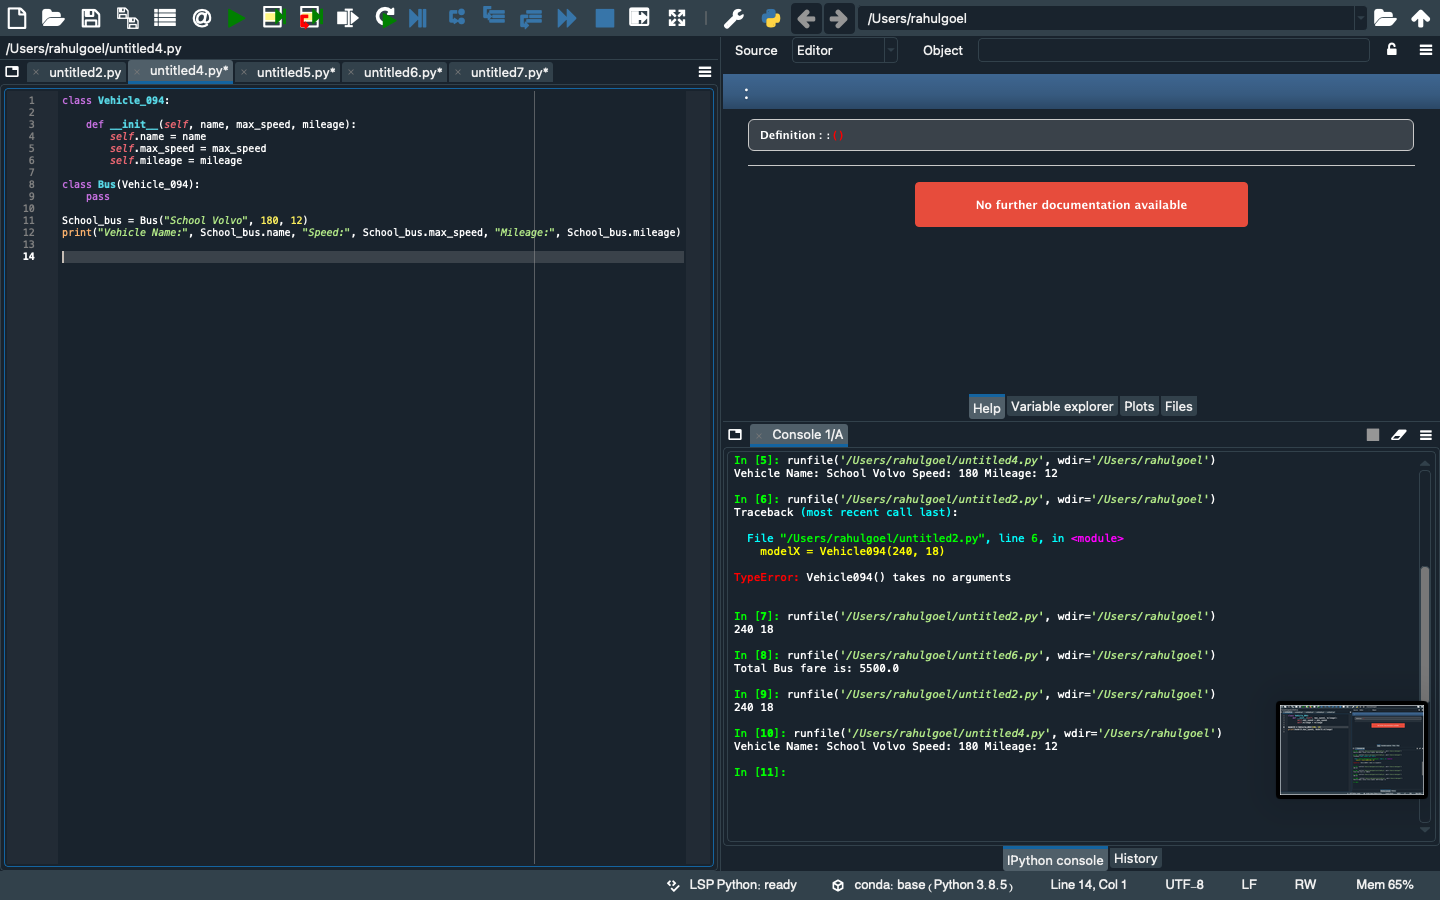 /Users/rahulgoel
/Users/rahulgoel/untitled4.py
untitled2.py
untitled4.py*
untitled5.py*
untitled6.py*
untitled7.py*
1 class Vehicle_094:
2
3 def __init__(self, name, max_speed, mileage):
4 self.name = name
5 self.max_speed = max_speed
6 self.mileage = mileage
7
8 class Bus(Vehicle_094):
9 pass
10
11 School_bus = Bus("School Volvo", 180, 12)
12 print("Vehicle Name:", School_bus.name, "Speed:", School_bus.max_speed, "Mileage:", School_bus.mileage)
13
14
Source Editor Object
:
Definition : :()
No further documentation available
Help Variable explorer Plots Files
Console 1/A
In [5]: runfile('/Users/rahulgoel/untitled4.py', wdir='/Users/rahulgoel')
Vehicle Name: School Volvo Speed: 180 Mileage: 12
In [6]: runfile('/Users/rahulgoel/untitled2.py', wdir='/Users/rahulgoel')
Traceback (most recent call last):
File "/Users/rahulgoel/untitled2.py", line 6, in <module>
modelX = Vehicle094(240, 18)
TypeError: Vehicle094() takes no arguments
In [7]: runfile('/Users/rahulgoel/untitled2.py', wdir='/Users/rahulgoel')
240 18
In [8]: runfile('/Users/rahulgoel/untitled6.py', wdir='/Users/rahulgoel')
Total Bus fare is: 5500.0
In [9]: runfile('/Users/rahulgoel/untitled2.py', wdir='/Users/rahulgoel')
240 18
In [10]: runfile('/Users/rahulgoel/untitled4.py', wdir='/Users/rahulgoel')
Vehicle Name: School Volvo Speed: 180 Mileage: 12
In [11]:
IPython console History
LSP Python: ready conda: base (Python 3.8.5) Line 14, Col 1 UTF-8 LF RW Mem 65%